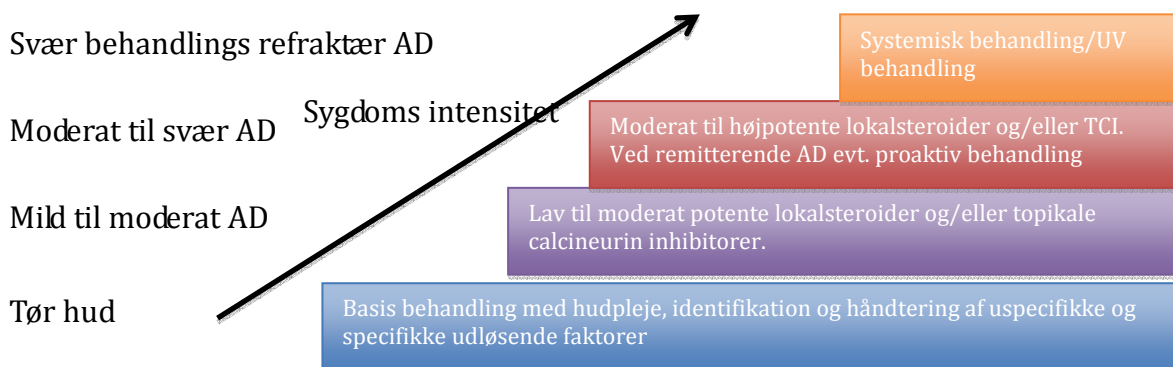 Svær behandlings refraktær AD
Systemisk behandling/UV
behandling
Sygdoms intensitet
Moderat til svær AD
Moderat til højpotente lokalsteroider og/eller TCI.
Ved remitterende AD evt. proaktiv behandling
Mild til moderat AD
Lav til moderat potente lokalsteroider og/eller topikale
calcineurin inhibitorer.
Tør hud
Basis behandling med hudpleje, identifikation og håndtering af uspecifikke og
specifikke udløsende faktorer